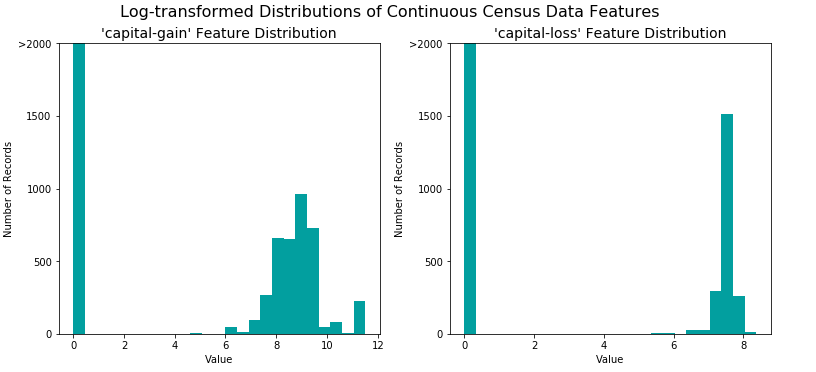 Log-transformed Distributions of Continuous Census Data Features
'capital-gain' Feature Distribution
>2000
1500
1000
500
0
Number of Records
0 2 4 6 8 10 12
Value
'capital-loss' Feature Distribution
>2000
1500
1000
500
0
Number of Records
0 2 4 6 8
Value